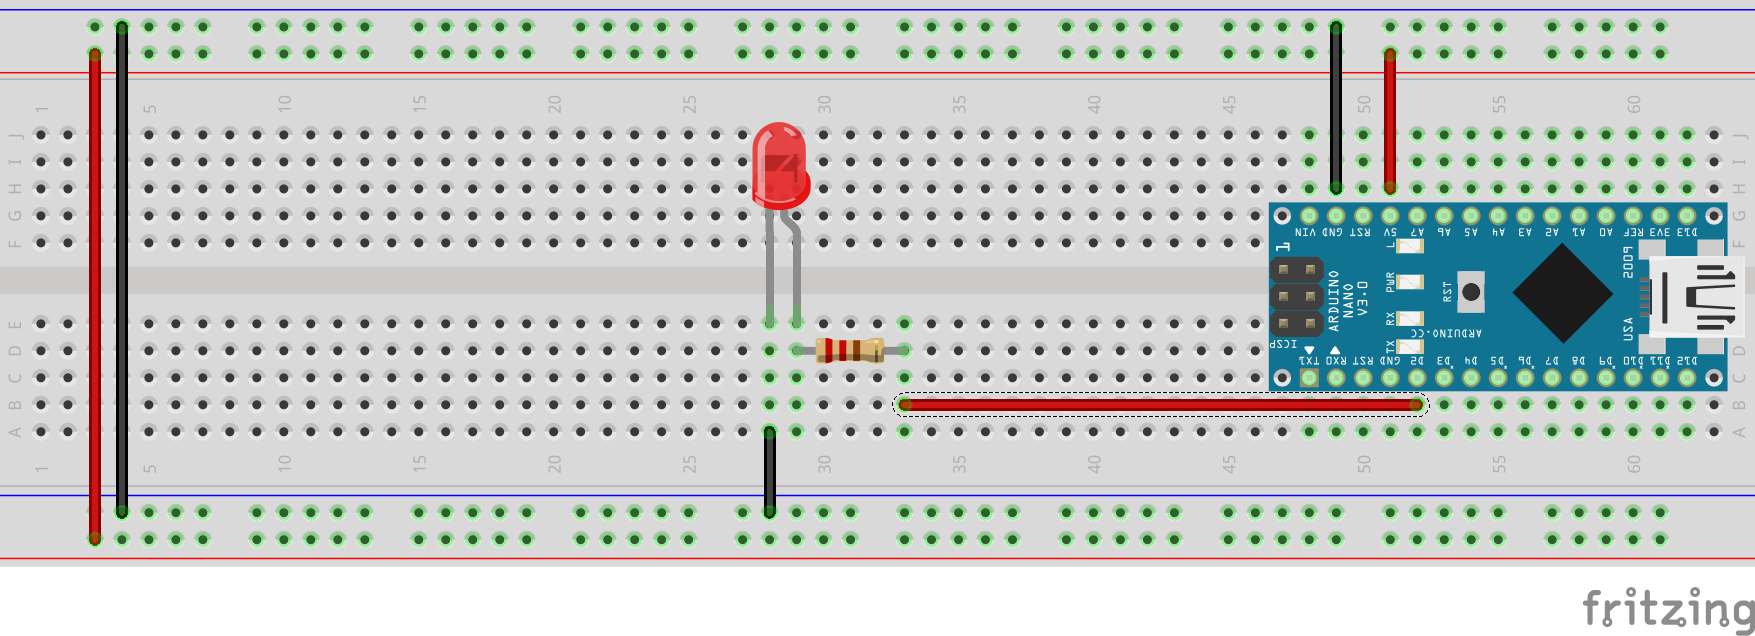 1 5 10 15 20 25 30 35 40 45 50 55 60
J J
I I
H H
G G
F F
VIN GND RST 5V A7 A6 A5 A4 A3 A2 A1 A0 REF 3V3 D13
1
L
PWR
RX
TX
ARDUINO
NANO
V3.0
RST
ARDUINO.CC
USA
2009
ICSP
TX1 RX0 RST GND D2 D3 D4 D5 D6 D7 D8 D9 D10 D11 D12
E
D D
C C
B B
A A
1 5 10 15 20 25 30 35 40 45 50 55 60
fritzing